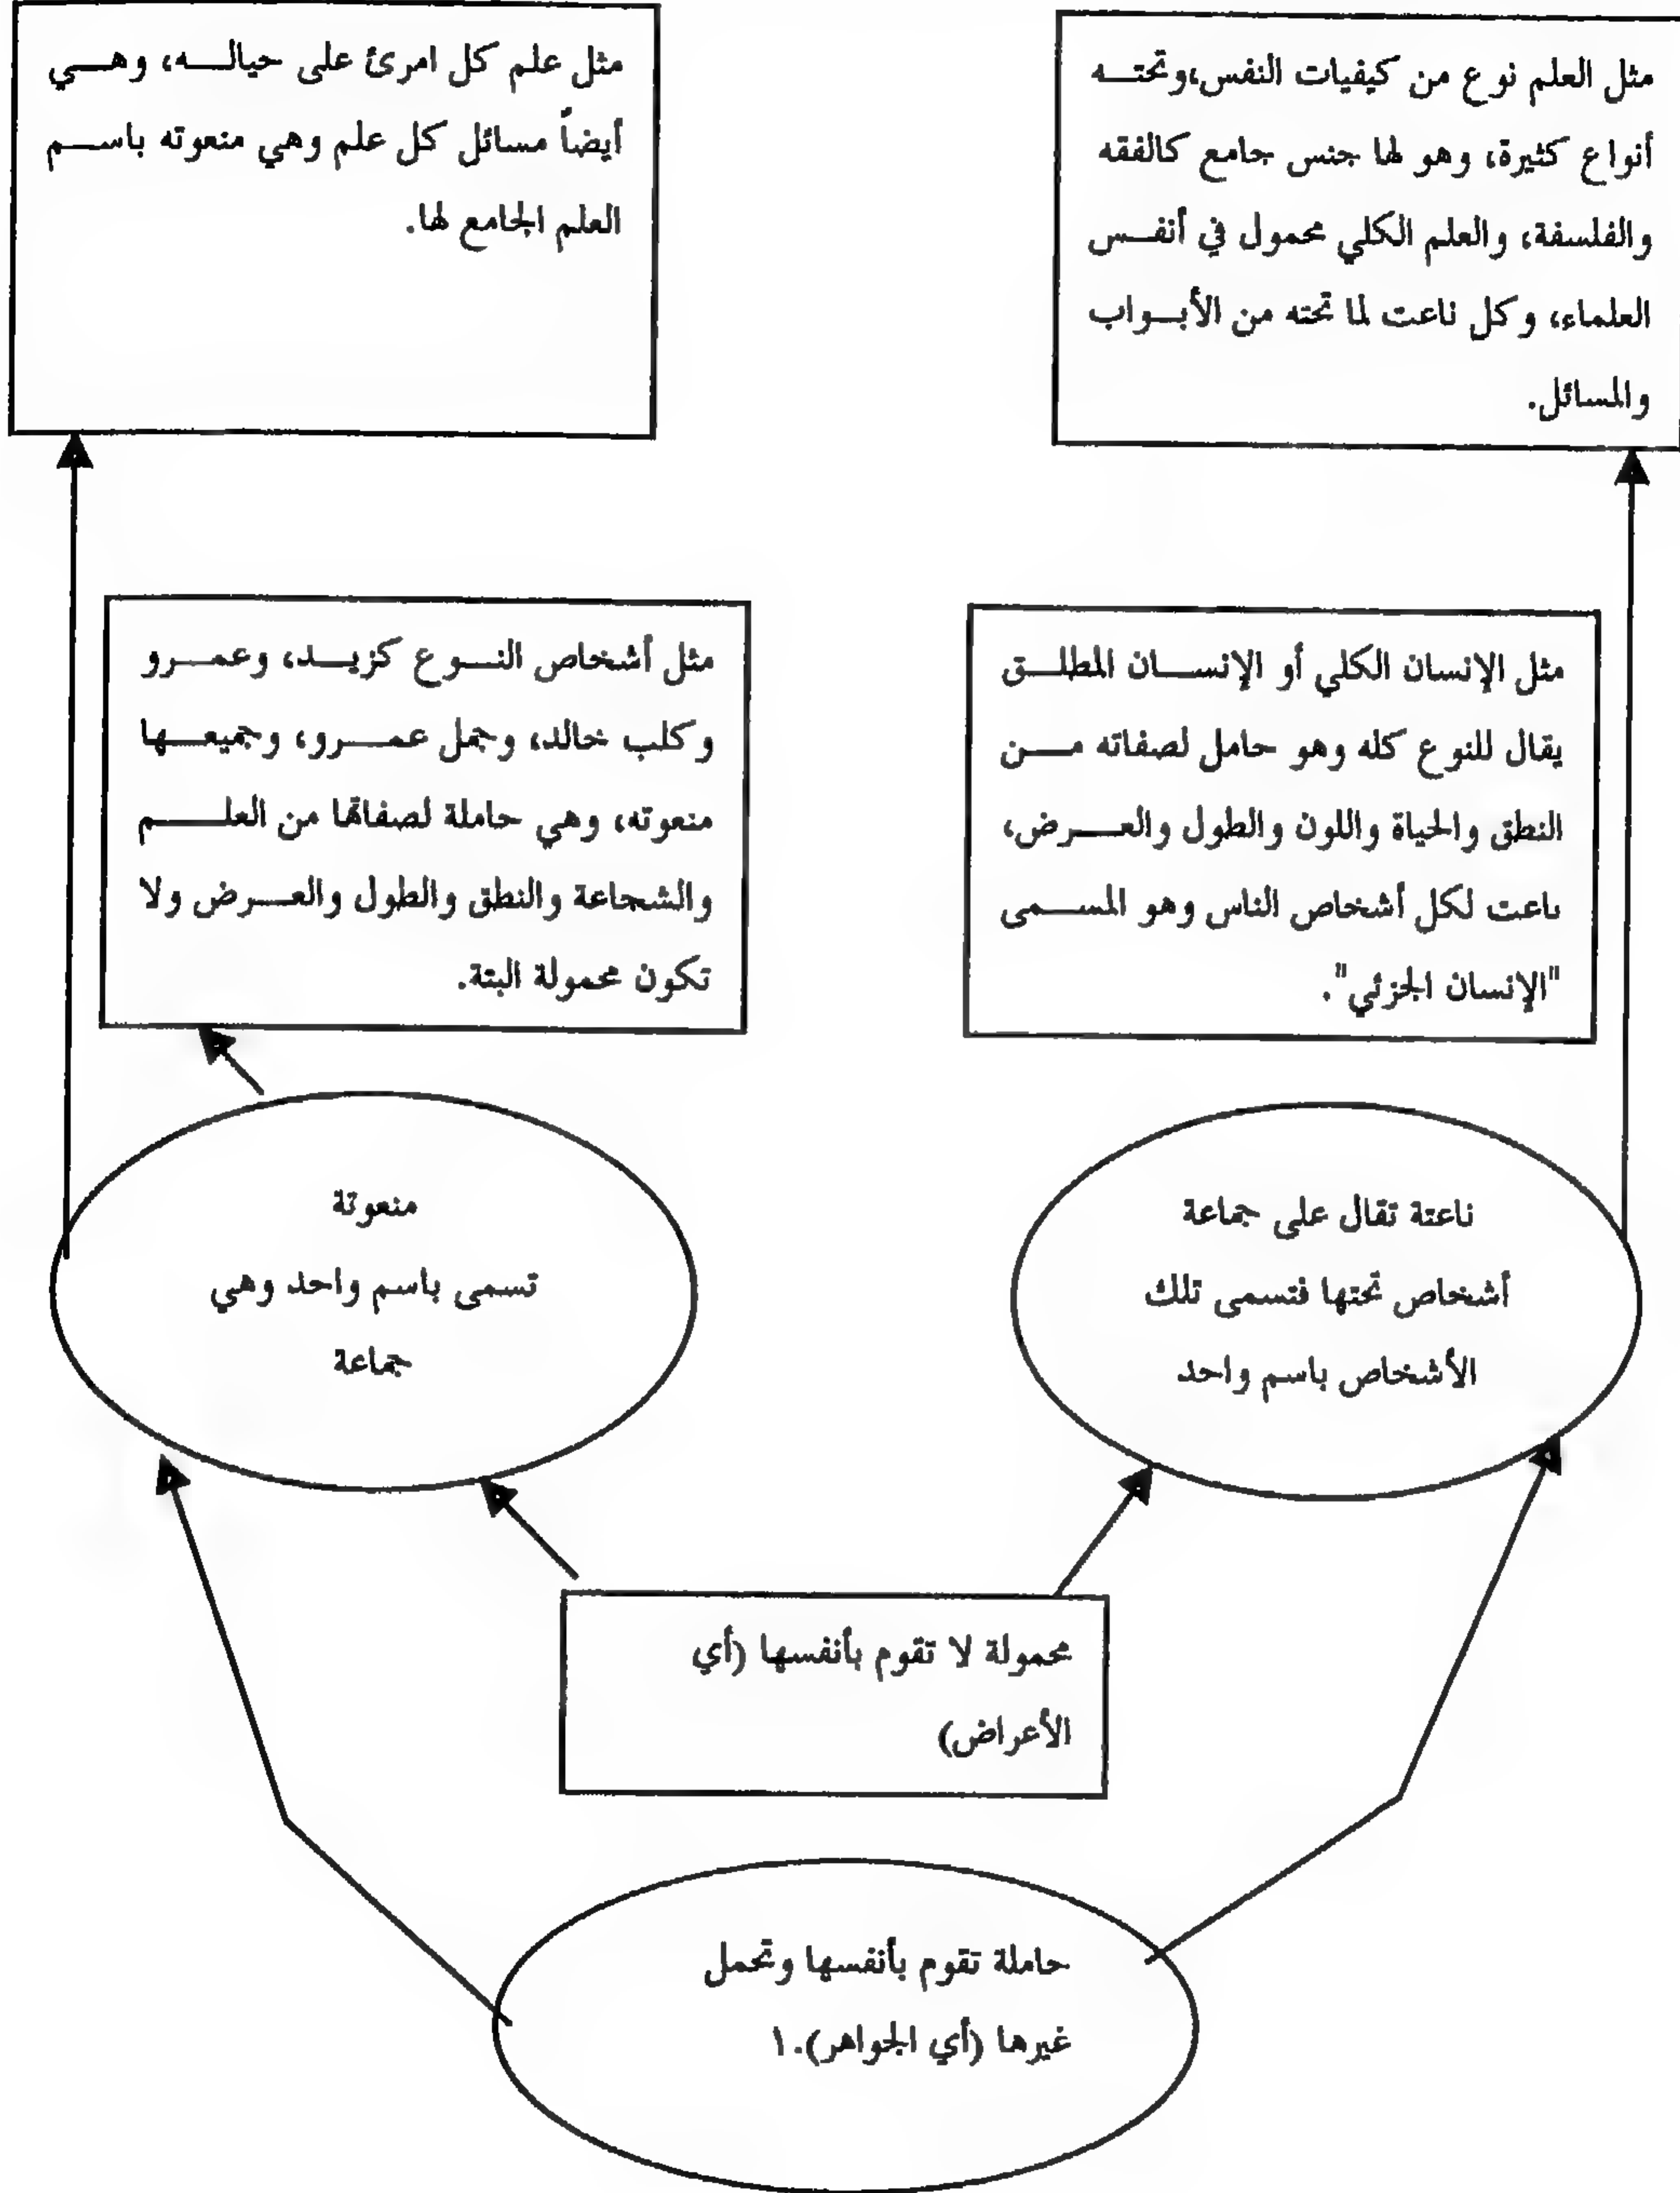 مثل العلم نوع من كيفيات النفس،وتحته
أنواع كثيرة، وهو لها جنس جامع كالفقه
والفلسفة، والعلم الكلي محمول في أنفس
العلماء، وكل ناعت لما تحته من الأبواب
والمسائل.
مثل علم كل امرئ على حياله، وهي
أيضاً مسائل كل علم وهي منعوته باسم
العلم الجامع لها.
مثل الإنسان الكلي أو الإنسان المطلق
يقال للنوع كله وهو حامل لصفاته من
النطق والحياة واللون والطول والعرض،
ناعت لكل أشخاص الناس وهو المسمى
"الإنسان الجزئي".
مثل أشخاص النوع كزيد، وعمرو
وكلب خالد، وجمل عمرو، وجميعها
منعوته، وهي حاملة لصفاتها من العلم
والشجاعة والنطق والطول والعرض ولا
تكون محمولة البتة.
ناعتة تقال على جماعة
أشخاص تحتها فتسمى تلك
الأشخاص باسم واحد
منعوتة
تسمى باسم واحد وهي
جماعة
محمولة لا تقوم بأنفسها (أي
الأعراض)
حاملة تقوم بأنفسها وتحمل
غيرها (أي الجواهر).١